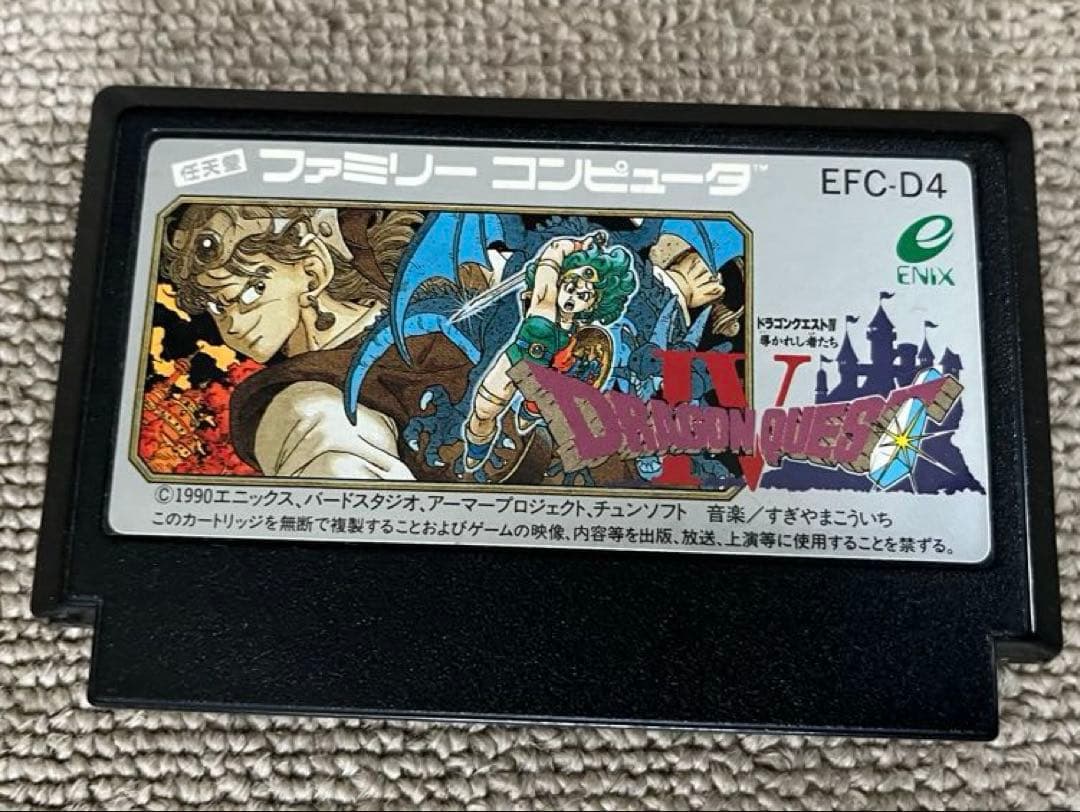 任天堂 ファミリー コンピュータ™
EFC-D4
e
ENIX
ドラゴンクエストIV
導かれし者たち
IV
DRAGON QUEST
©1990エニックス、バードスタジオ、アーマープロジェクト、チュンソフト 音楽/すぎやまこういち
このカートリッジを無断で複製することおよびゲームの映像、内容等を出版、放送、上演等に使用することを禁ずる。